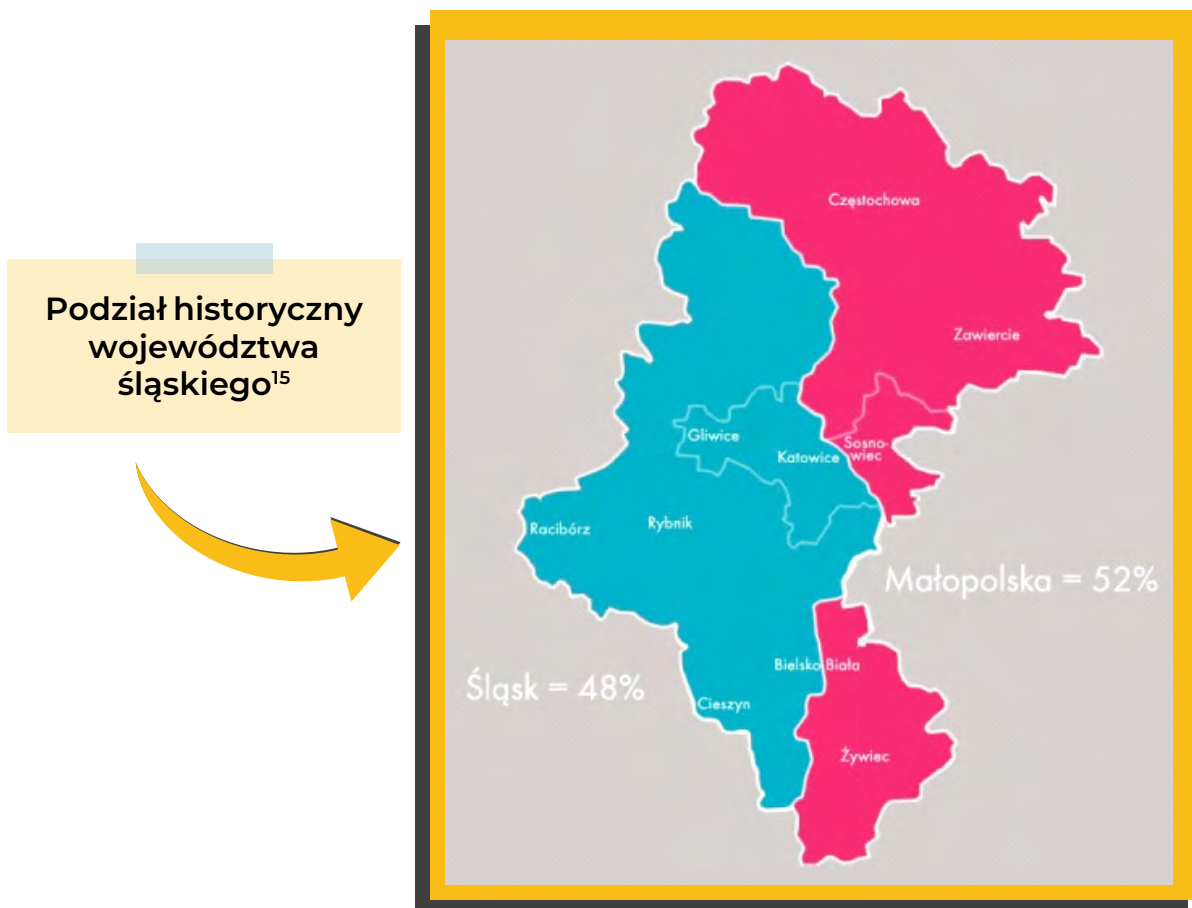 Podział historyczny
województwa
śląskiego¹⁵
Częstochowa
Zawiercie
Gliwice
Katowice
Sosno-
wiec
Racibórz
Rybnik
Małopolska = 52%
Bielsko Biała
Śląsk = 48%
Cieszyn
Żywiec